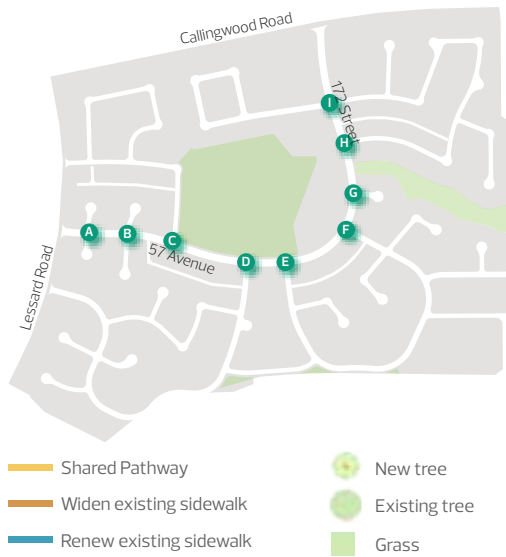 Callingwood Road
172 Street
I
H
G
F
A
B
C
57 Avenue
D
E
Lessard Road
Shared Pathway
New tree
Widen existing sidewalk
Existing tree
Renew existing sidewalk
Grass